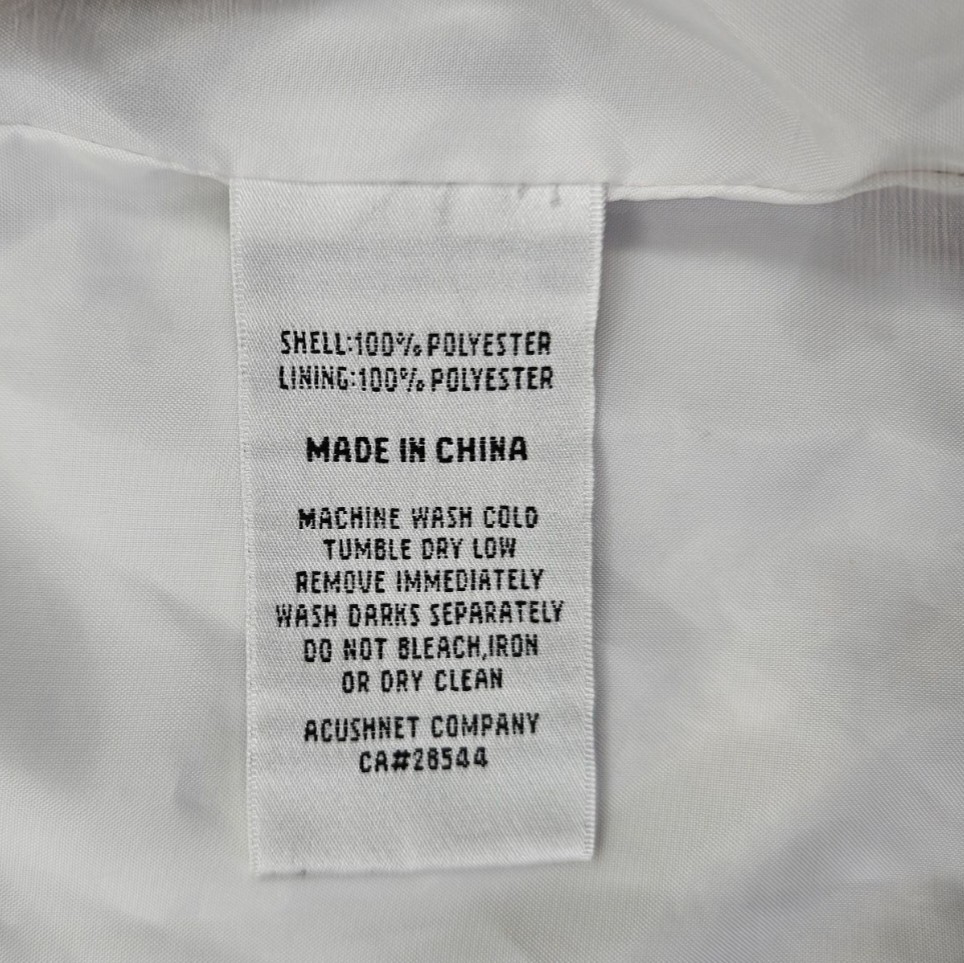 SHELL:100% POLYESTER
LINING:100% POLYESTER
MADE IN CHINA
MACHINE WASH COLD
TUMBLE DRY LOW
REMOVE IMMEDIATELY
WASH DARKS SEPARATELY
DO NOT BLEACH,IRON
OR DRY CLEAN
ACUSHNET COMPANY
CA#28544